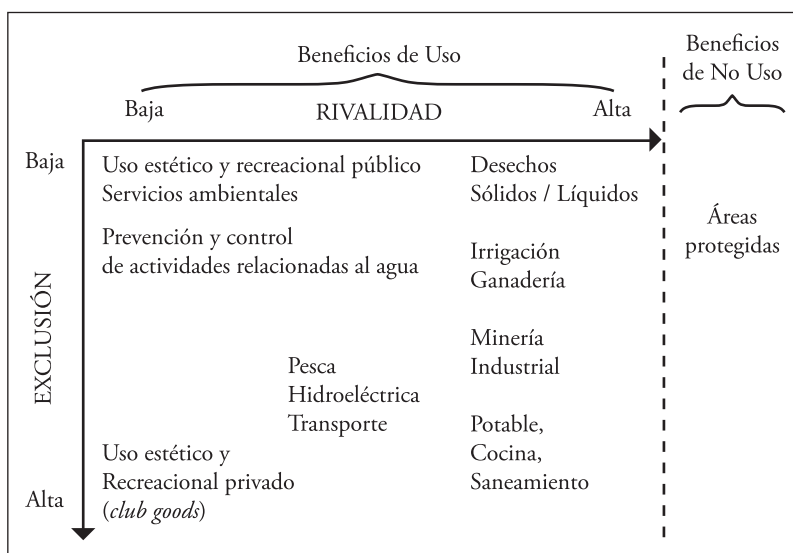 Beneficios de Uso
Beneficios
de No Uso
Baja
RIVALIDAD
Alta
Baja
EXCLUSIÓN
Alta
Uso estético y recreacional público
Servicios ambientales
Prevención y control
de actividades relacionadas al agua
Pesca
Hidroeléctrica
Transporte
Uso estético y
Recreacional privado
(club goods)
Desechos
Sólidos / Líquidos
Irrigación
Ganadería
Minería
Industrial
Potable,
Cocina,
Saneamiento
Áreas
protegidas